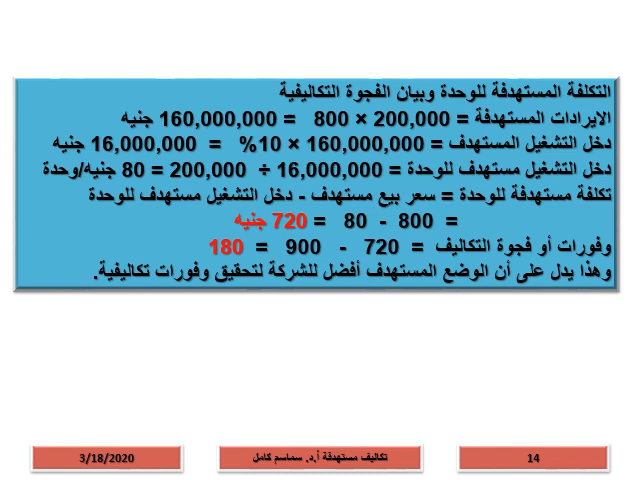 التكلفة المستهدفة للوحدة وبيان الفجوة التكاليفية
الايرادات المستهدفة = 200,000 × 800 = 160,000,000 جنيه
دخل التشغيل المستهدف = 160,000,000 × 10% = 16,000,000 جنيه
دخل التشغيل مستهدف للوحدة = 16,000,000 ÷ 200,000 = 80 جنيه/وحدة
تكلفة مستهدفة للوحدة = سعر بيع مستهدف - دخل التشغيل مستهدف للوحدة
= 800 - 80 = 720 جنيه
وفورات أو فجوة التكاليف = 720 - 900 = 180
وهذا يدل على أن الوضع المستهدف أفضل للشركة لتحقيق وفورات تكاليفية.
3/18/2020
تكاليف مستهدفة أ.د. سماسم كامل
14